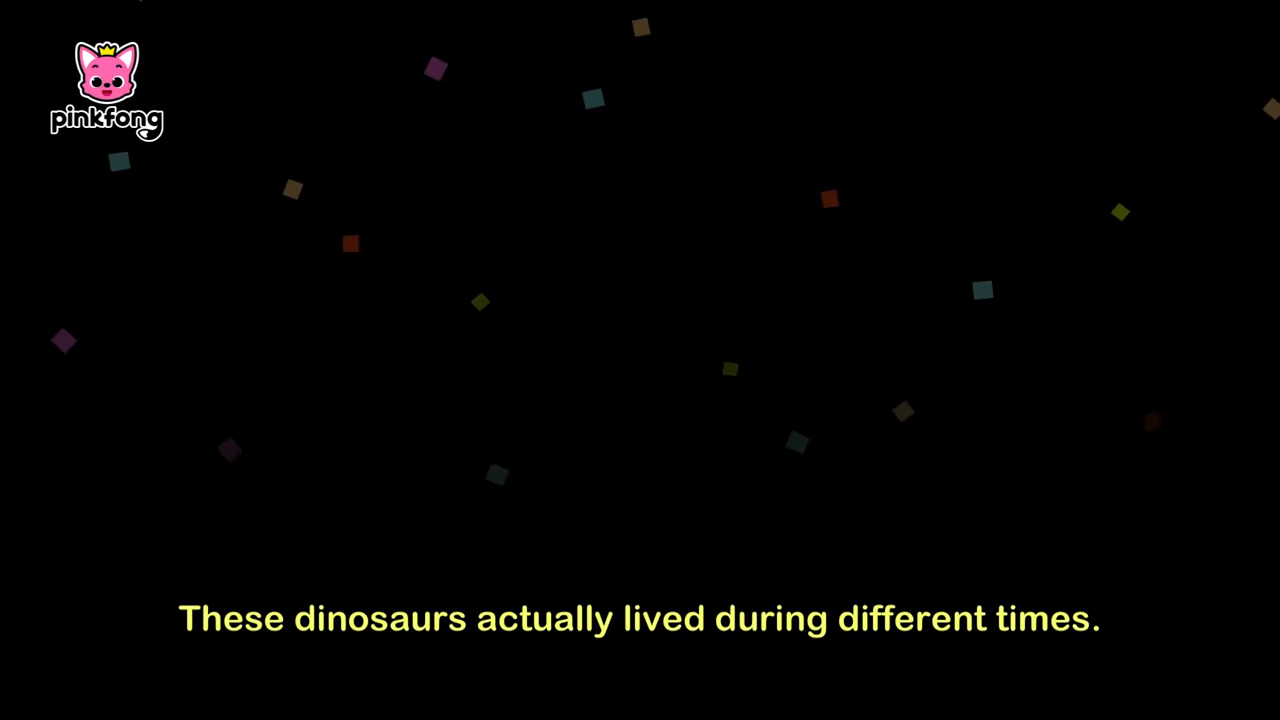 pinkfong
These dinosaurs actually lived during different times.